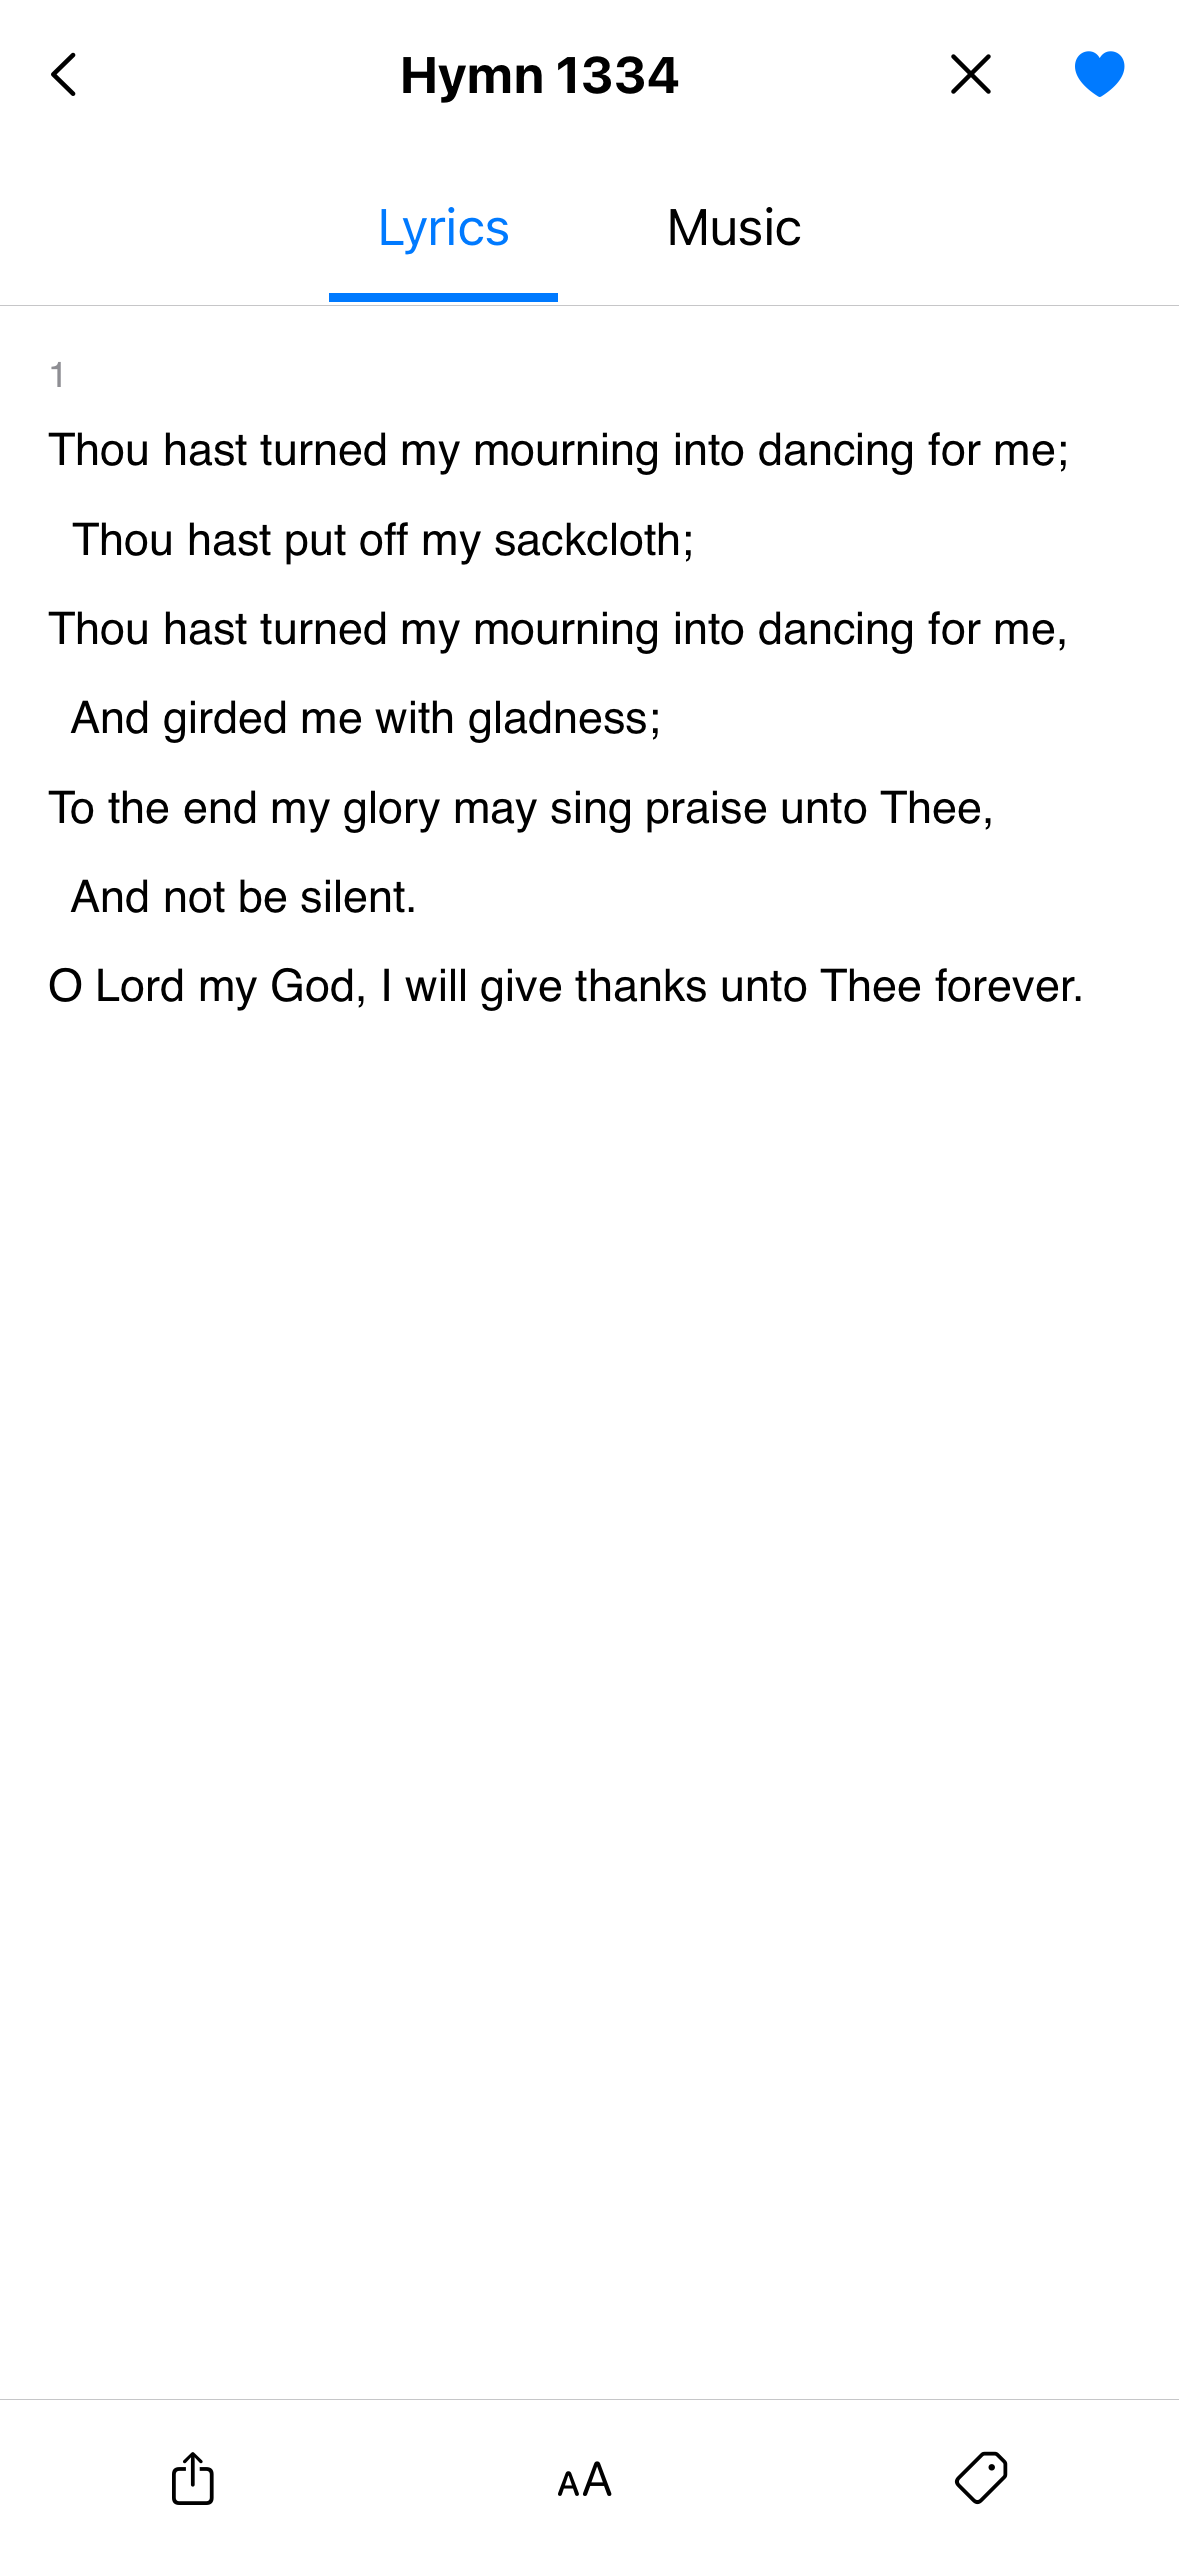 Hymn 1334
Lyrics Music
1
Thou hast turned my mourning into dancing for me;
Thou hast put off my sackcloth;
Thou hast turned my mourning into dancing for me,
And girded me with gladness;
To the end my glory may sing praise unto Thee,
And not be silent.
O Lord my God, I will give thanks unto Thee forever.
AA